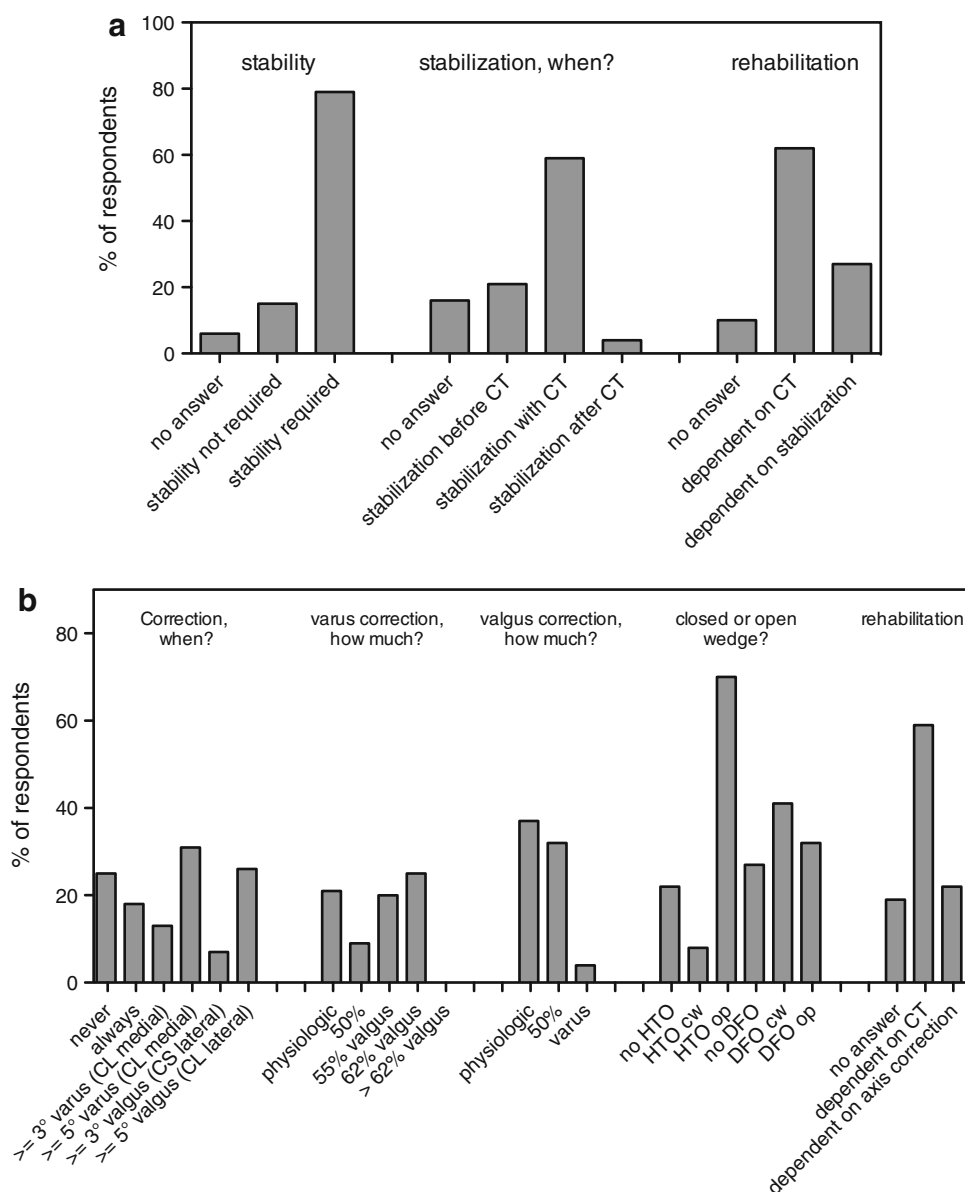 a
100
80
60
40
20
0
% of respondents
stability
stabilization, when?
rehabilitation
no answer
stability not required
stability required
no answer
stabilization before CT
stabilization with CT
stabilization after CT
no answer
dependent on CT
dependent on stabilization
b
80
60
40
20
0
% of respondents
Correction,
when?
varus correction,
how much?
valgus correction,
how much?
closed or open
wedge?
rehabilitation
never
always
>= 3° varus (CL medial)
>= 5° varus (CL medial)
>= 3° valgus (CS lateral)
>= 5° valgus (CL lateral)
physiologic
50%
55% valgus
62% valgus
> 62% valgus
physiologic
50%
varus
no HTO
HTO cw
HTO op
no DFO
DFO cw
DFO op
no answer
dependent on CT
dependent on axis correction